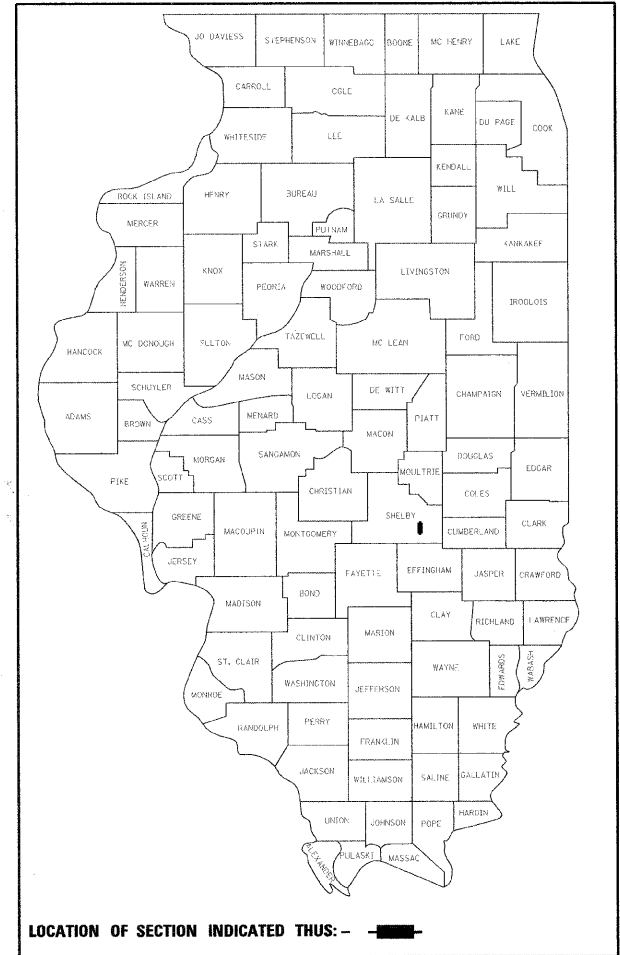 JO DAVIESS STEPHENSON WINNEBAGO BOONE MC HENRY LAKE
CARROLL OGLE DE KALB KANE DU PAGE COOK
WHITESIDE LEE KENDALL WILL
ROCK ISLAND HENRY BUREAU LA SALLE GRUNDY
MERCER PUTNAM KANKAKEE
HENDERSON WARREN KNOX STARK MARSHALL LIVINGSTON
PEORIA WOODFORD IROQUOIS
HANCOCK MC DONOUGH FULTON TAZEWELL MC LEAN FORD
SCHUYLER MASON LOGAN DE WITT CHAMPAIGN VERMILION
ADAMS BROWN CASS MENARD PIATT
MORGAN SANGAMON MACON DOUGLAS EDGAR
PIKE SCOTT CHRISTIAN MOULTRIE COLES
GREENE MACOUPIN MONTGOMERY SHELBY CUMBERLAND CLARK
CALHOUN JERSEY FAYETTE EFFINGHAM JASPER CRAWFORD
MADISON BOND CLAY RICHLAND LAWRENCE
CLINTON MARION WAYNE EDWARDS WABASH
ST. CLAIR WASHINGTON JEFFERSON
MONROE RANDOLPH PERRY HAMILTON WHITE
FRANKLIN
JACKSON WILLIAMSON SALINE GALLATIN
UNION JOHNSON POPE HARDIN
ALEXANDER PULASKI MASSAC
LOCATION OF SECTION INDICATED THUS: –